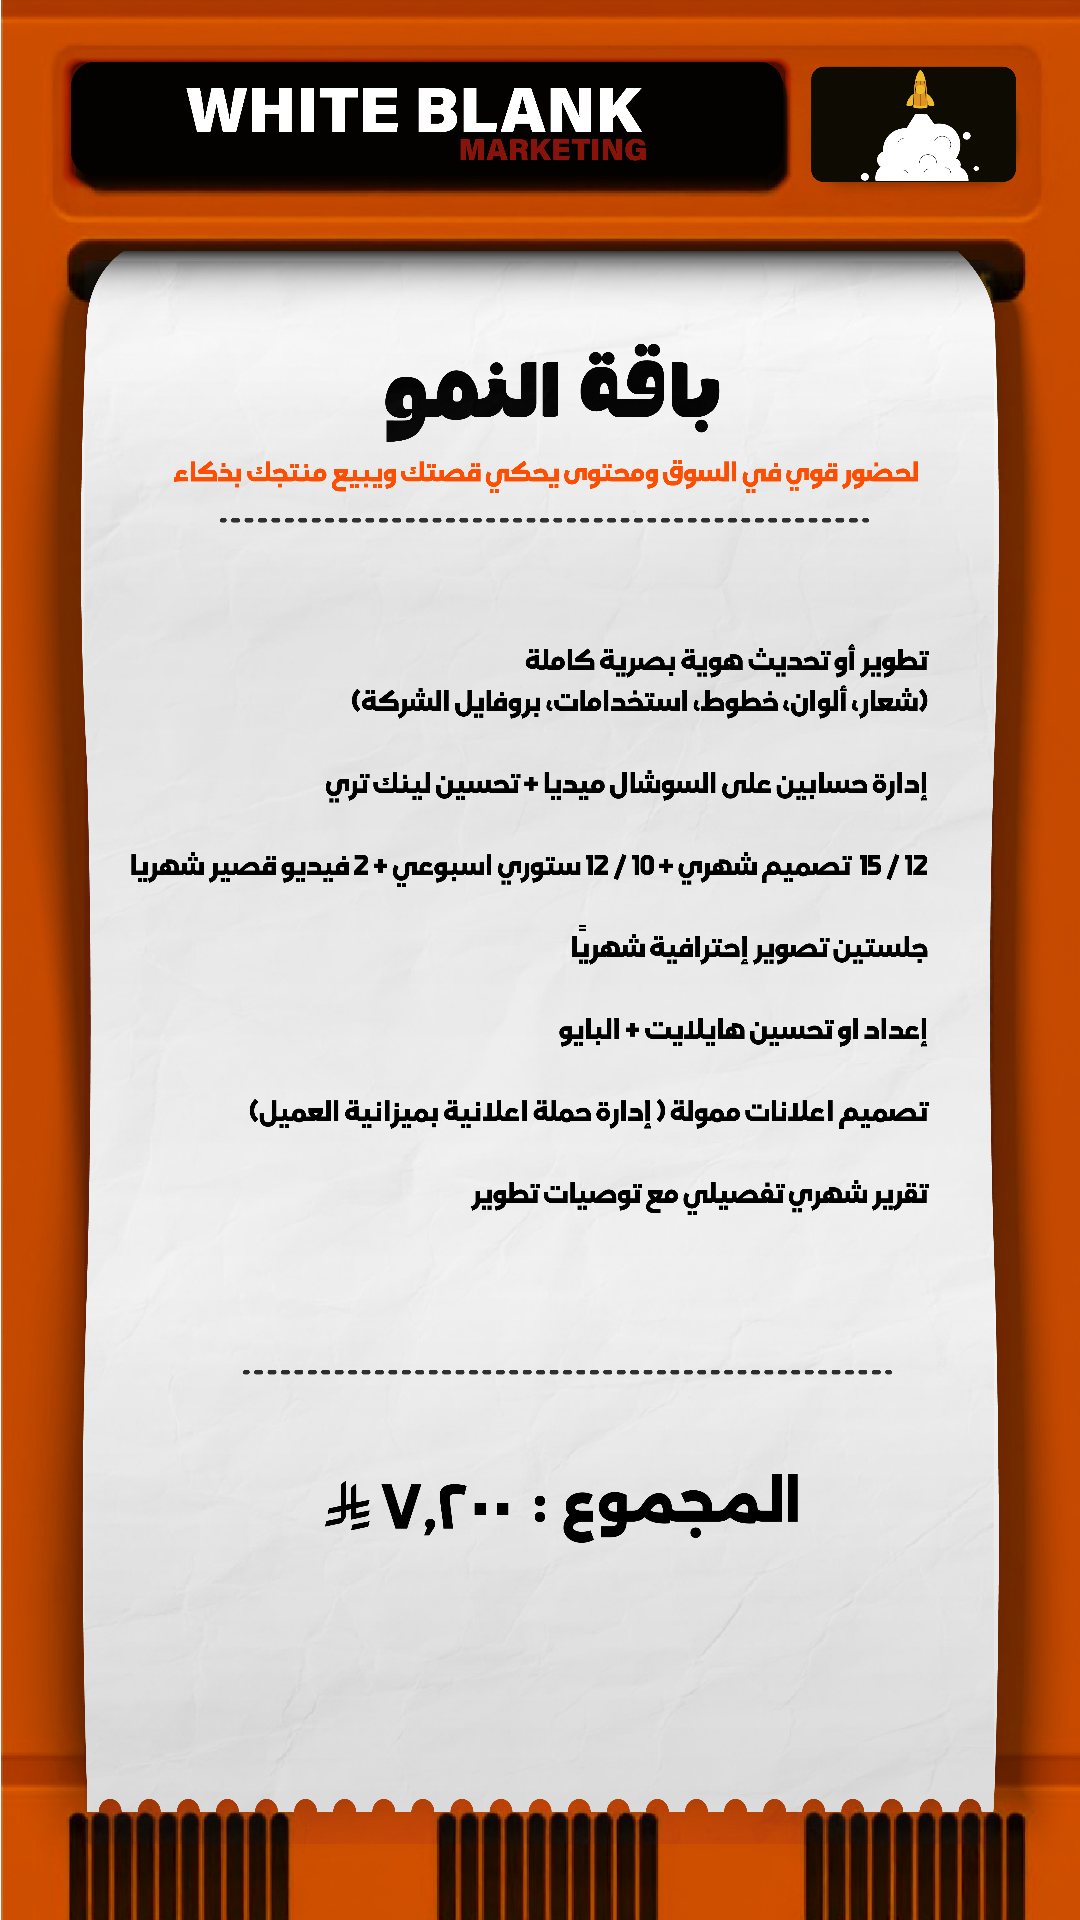 WHITE BLANK
MARKETING
باقة النمو
لحضور قوي في السوق ومحتوى يحكي قصتك ويبيع منتجك بذكاء
تطوير أو تحديث هوية بصرية كاملة
(شعار، ألوان، خطوط، استخدامات، بروفايل الشركة)
إدارة حسابين على السوشال ميديا + تحسين لينك تري
12 / 15 تصميم شهري + 10 / 12 ستوري اسبوعي + 2 فيديو قصير شهريا
جلستين تصوير إحترافية شهريًا
إعداد او تحسين هايلايت + البايو
تصميم اعلانات ممولة ( إدارة حملة اعلانية بميزانية العميل)
تقرير شهري تفصيلي مع توصيات تطوير
المجموع : ٧,٢٠٠ ⃁